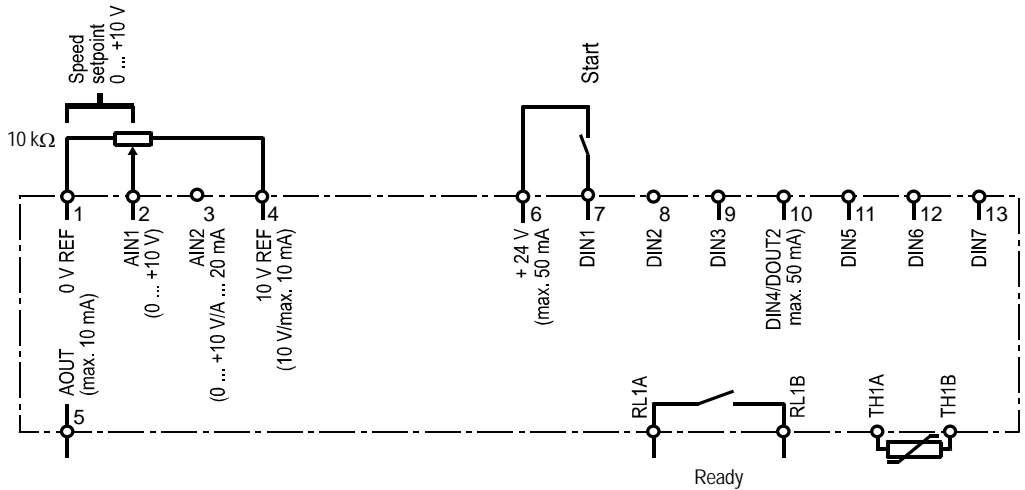 Speed
setpoint
0 ... +10 V
Start
10 kΩ
1
2
3
4
6
7
8
9
10
11
12
13
0 V REF
AIN1
(0 ... +10 V)
AIN2
(0 ... +10 V/A ... 20 mA
10 V REF
(10 V/max. 10 mA)
+ 24 V
(max. 50 mA)
DIN1
DIN2
DIN3
DIN4/DOUT2
max. 50 mA)
DIN5
DIN6
DIN7
AOUT
(max. 10 mA)
5
RL1A
RL1B
TH1A
TH1B
Ready